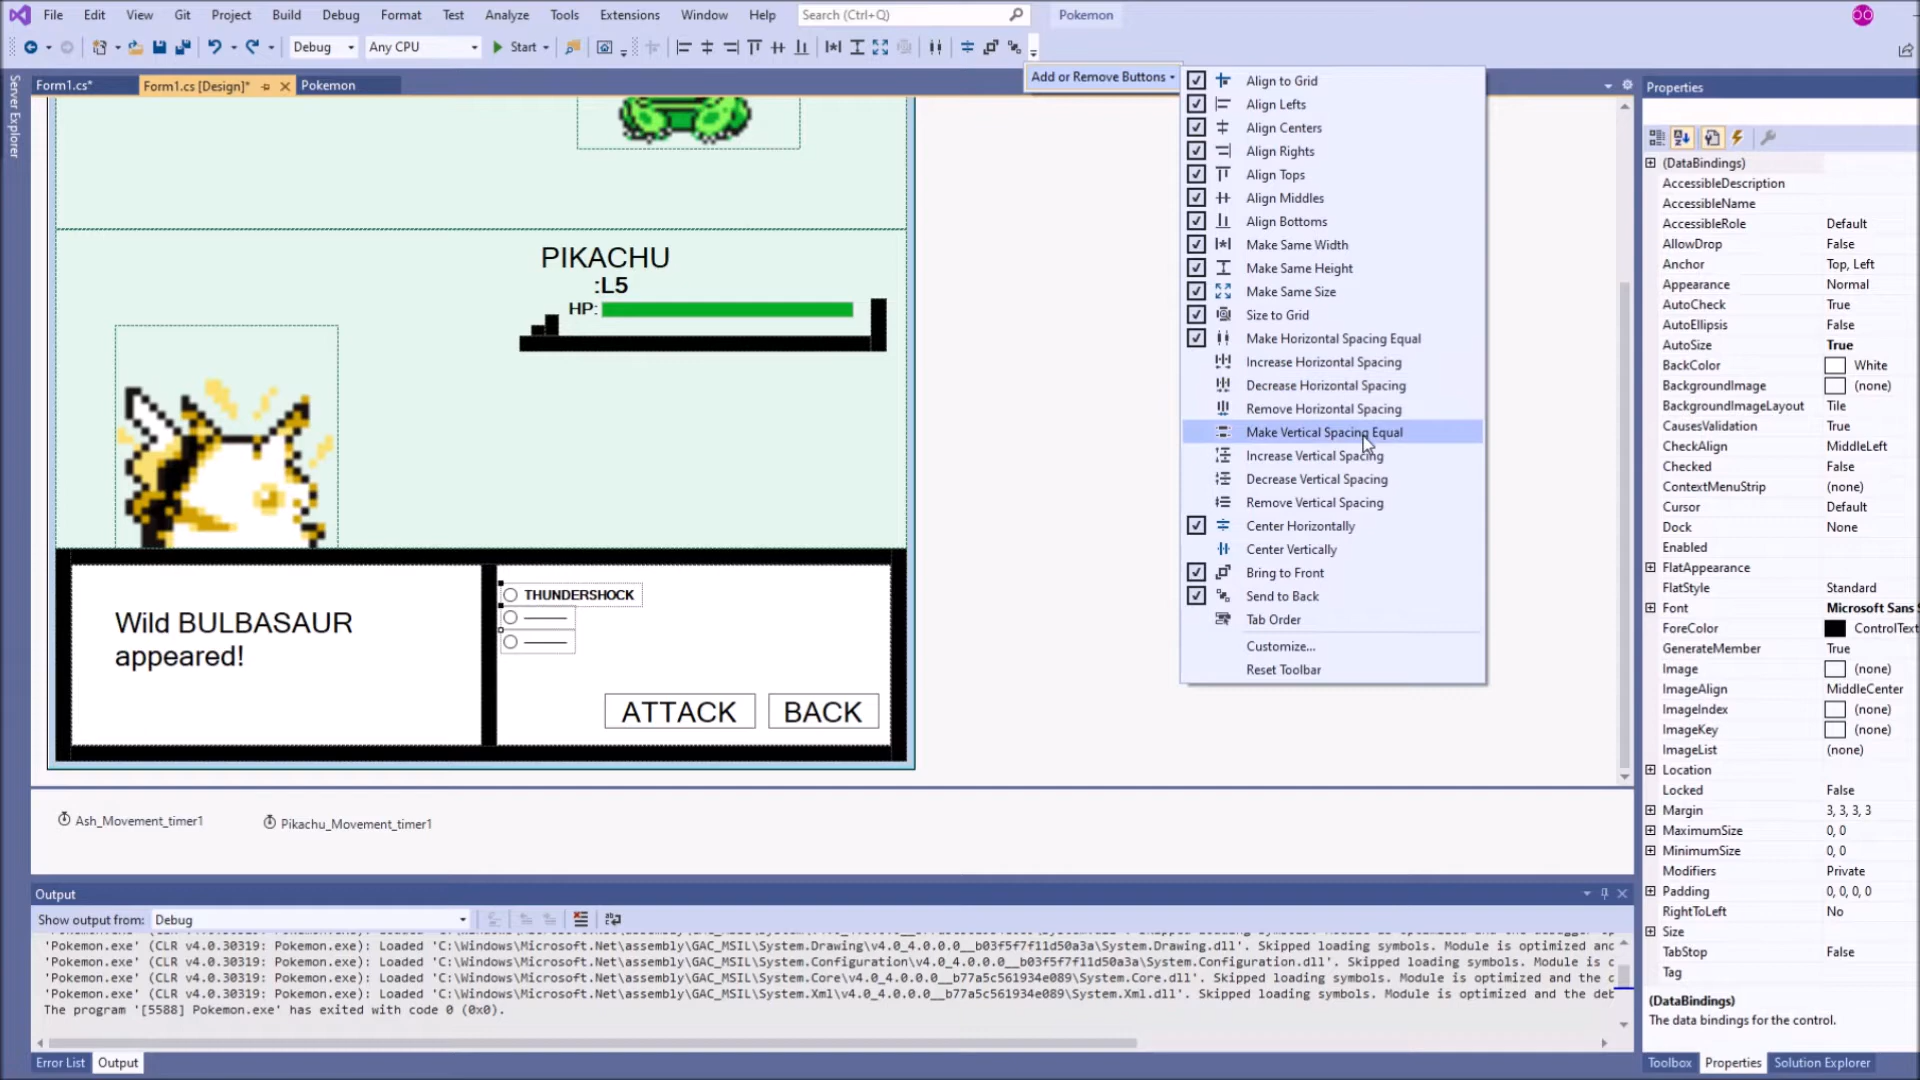 File Edit View Git Project Build Debug Format Test Analyze Tools Extensions Window Help Search (Ctrl+Q) Pokemon
Debug Any CPU Start
Server Explorer
Form1.cs* Form1.cs [Design]* Pokemon
Add or Remove Buttons
Align to Grid
Align Lefts
Align Centers
Align Rights
Align Tops
Align Middles
Align Bottoms
Make Same Width
Make Same Height
Make Same Size
Size to Grid
Make Horizontal Spacing Equal
Increase Horizontal Spacing
Decrease Horizontal Spacing
Remove Horizontal Spacing
Make Vertical Spacing Equal
Increase Vertical Spacing
Decrease Vertical Spacing
Remove Vertical Spacing
Center Horizontally
Center Vertically
Bring to Front
Send to Back
Tab Order
Customize...
Reset Toolbar
PIKACHU
:L5
HP:
Wild BULBASAUR
appeared!
THUNDERSHOCK
ATTACK BACK
Ash_Movement_timer1 Pikachu_Movement_timer1
Properties
(DataBindings)
AccessibleDescription
AccessibleName
AccessibleRole Default
AllowDrop False
Anchor Top, Left
Appearance Normal
AutoCheck True
AutoEllipsis False
AutoSize True
BackColor White
BackgroundImage (none)
BackgroundImageLayout Tile
CausesValidation True
CheckAlign MiddleLeft
Checked False
ContextMenuStrip (none)
Cursor Default
Dock None
Enabled
FlatAppearance
FlatStyle Standard
Font Microsoft Sans S
ForeColor ControlText
GenerateMember True
Image (none)
ImageAlign MiddleCenter
ImageIndex (none)
ImageKey (none)
ImageList (none)
Location
Locked False
Margin 3, 3, 3, 3
MaximumSize 0, 0
MinimumSize 0, 0
Modifiers Private
Padding 0, 0, 0, 0
RightToLeft No
Size
TabStop False
Tag
(DataBindings)
The data bindings for the control.
Toolbox Properties Solution Explorer
Output
Show output from: Debug
'Pokemon.exe' (CLR v4.0.30319: Pokemon.exe): Loaded 'C:\Windows\Microsoft.Net\assembly\GAC_MSIL\System.Drawing\v4.0_4.0.0.0__b03f5f7f11d50a3a\System.Drawing.dll'. Skipped loading symbols. Module is optimized anc
'Pokemon.exe' (CLR v4.0.30319: Pokemon.exe): Loaded 'C:\Windows\Microsoft.Net\assembly\GAC_MSIL\System.Configuration\v4.0_4.0.0.0__b03f5f7f11d50a3a\System.Configuration.dll'. Skipped loading symbols. Module is c
'Pokemon.exe' (CLR v4.0.30319: Pokemon.exe): Loaded 'C:\Windows\Microsoft.Net\assembly\GAC_MSIL\System.Core\v4.0_4.0.0.0__b77a5c561934e089\System.Core.dll'. Skipped loading symbols. Module is optimized and the d
'Pokemon.exe' (CLR v4.0.30319: Pokemon.exe): Loaded 'C:\Windows\Microsoft.Net\assembly\GAC_MSIL\System.Xml\v4.0_4.0.0.0__b77a5c561934e089\System.Xml.dll'. Skipped loading symbols. Module is optimized and the deb
The program '[5588] Pokemon.exe' has exited with code 0 (0x0).
Error List Output